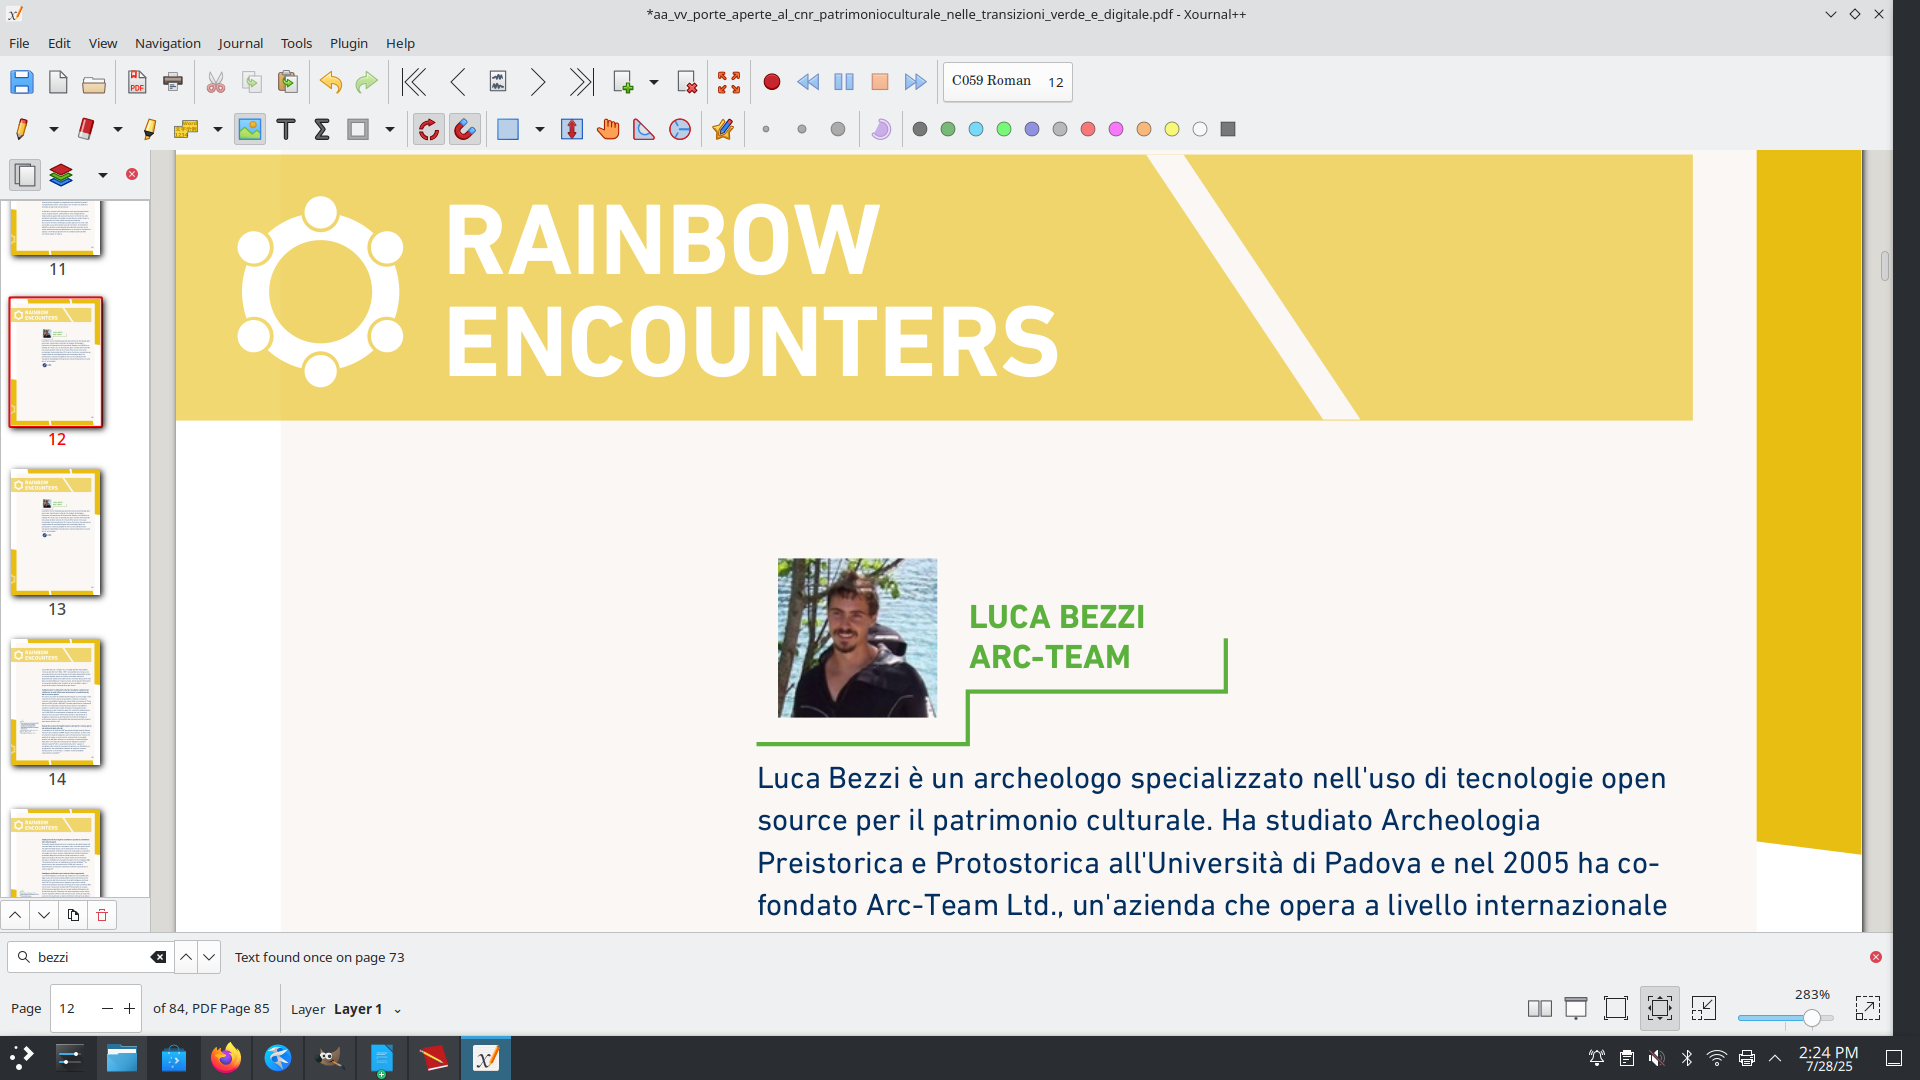 *aa_vv_porte_aperte_al_cnr_patrimonioculturale_nelle_transizioni_verde_e_digitale.pdf - Xournal++
File Edit View Navigation Journal Tools Plugin Help
C059 Roman 12
11
12
13
14
RAINBOW
ENCOUNTERS
LUCA BEZZI
ARC-TEAM
Luca Bezzi è un archeologo specializzato nell'uso di tecnologie open
source per il patrimonio culturale. Ha studiato Archeologia
Preistorica e Protostorica all'Università di Padova e nel 2005 ha co-
fondato Arc-Team Ltd., un'azienda che opera a livello internazionale
bezzi
Text found once on page 73
Page 12 of 84, PDF Page 85
Layer Layer 1
283%
2:24 PM
7/28/25